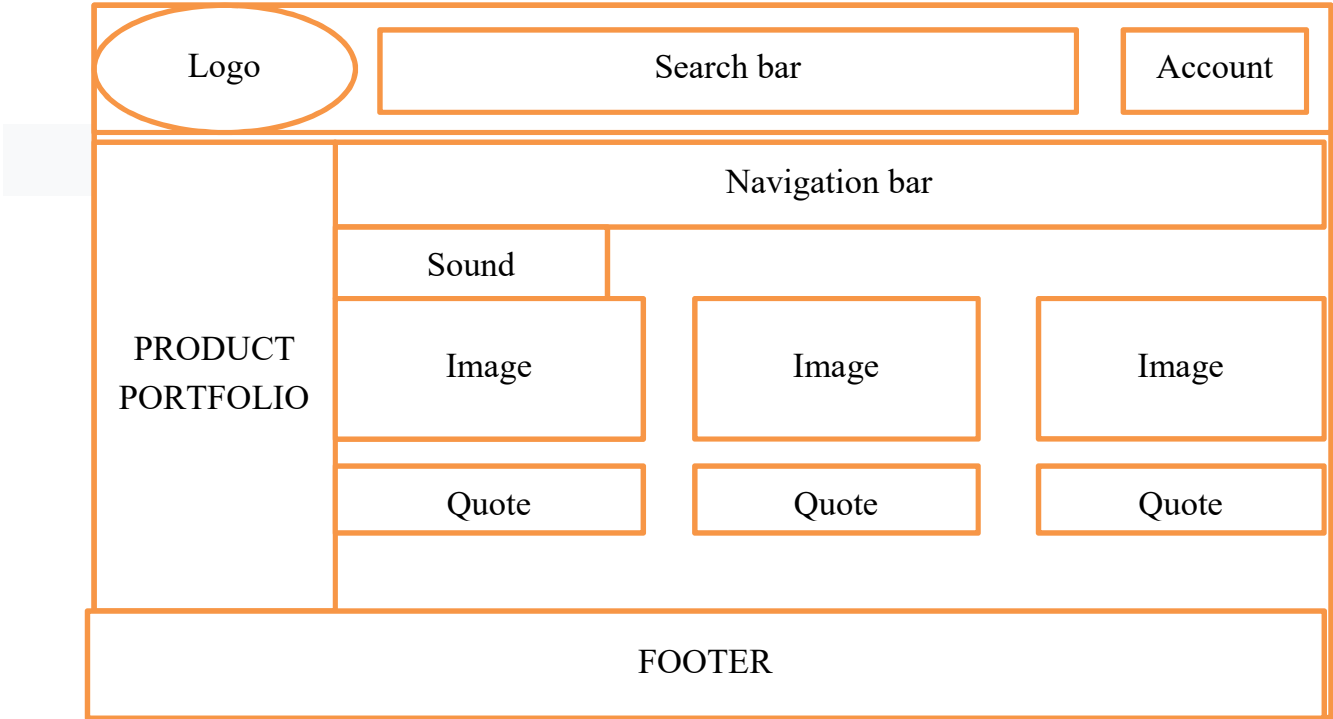 Logo
Search bar
Account
Navigation bar
Sound
PRODUCT
PORTFOLIO
Image
Image
Image
Quote
Quote
Quote
FOOTER